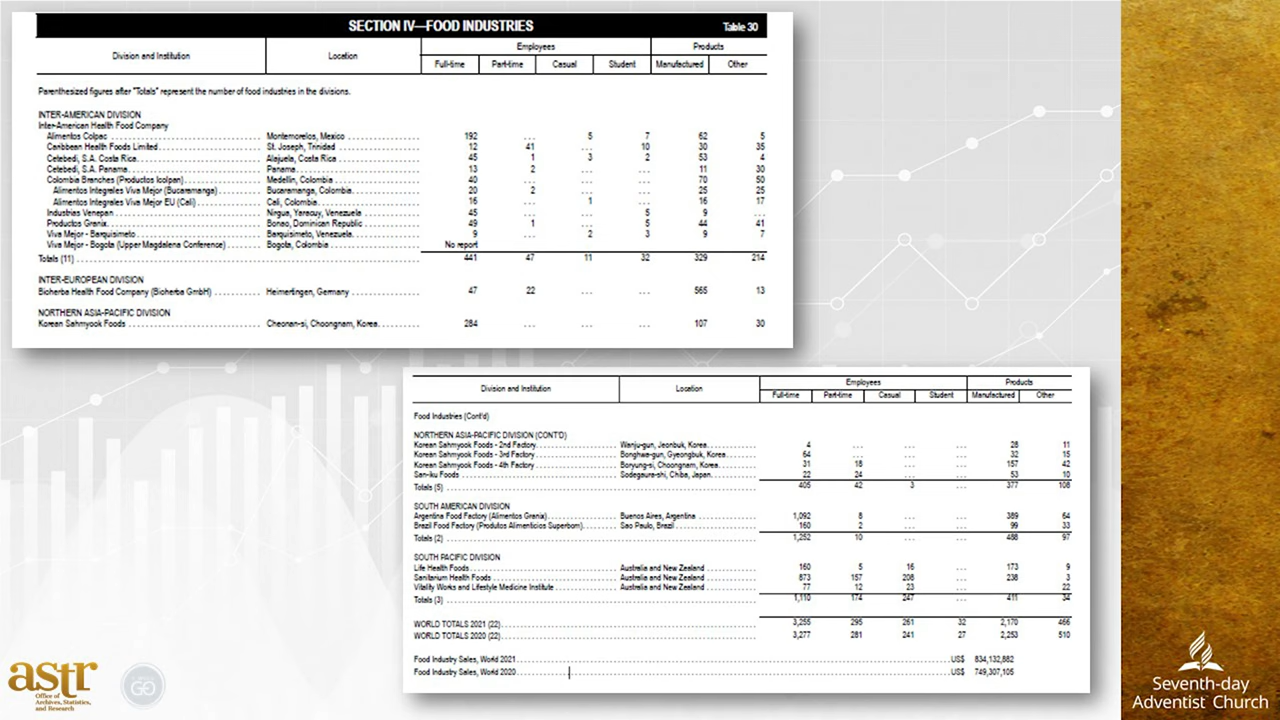 SECTION IV—FOOD INDUSTRIES Table 30
Division and Institution Location Employees Products
Full-time Part-time Casual Student Manufactured Other
Parenthesized figures after "Totals" represent the number of food industries in the divisions.
INTER-AMERICAN DIVISION
Inter-American Health Food Company
Alimentos Colpac Montemorelos, Mexico 192 ... 5 7 62 5
Caribbean Health Foods Limited St. Joseph, Trinidad 12 41 ... 10 30 35
Cetebedi, S.A. Costa Rica Alajuela, Costa Rica 45 1 3 2 53 4
Cetebedi, S.A. Panama Panama 13 2 ... ... 11 30
Colombia Branches (Productos Icolpan) Medellin, Colombia 40 ... ... ... 70 50
Alimentos Integrales Viva Mejor (Bucaramanga) Bucaramanga, Colombia 20 2 ... ... 25 25
Alimentos Integrales Viva Mejor EU (Cali) Cali, Colombia 16 ... 1 ... 16 17
Industrias Venepan Nirgua, Yaracuy, Venezuela 45 ... ... 5 9 ...
Productos Granix Bonao, Dominican Republic 49 1 ... 5 44 41
Viva Mejor - Barquisimeto Barquisimeto, Venezuela 9 ... 2 3 9 7
Viva Mejor - Bogota (Upper Magdalena Conference) Bogota, Colombia No report
Totals (11) 441 47 11 32 329 214
INTER-EUROPEAN DIVISION
Bicherba Health Food Company (Bicherba GmbH) Heimertingen, Germany 47 22 ... ... 565 13
NORTHERN ASIA-PACIFIC DIVISION
Korean Sahmyook Foods Cheonan-si, Choongnam, Korea 284 ... ... ... 107 30
Division and Institution Location Employees Products
Full-time Part-time Casual Student Manufactured Other
Food Industries (Cont'd)
NORTHERN ASIA-PACIFIC DIVISION (CONT'D)
Korean Sahmyook Foods - 2nd Factory Wanju-gun, Jeonbuk, Korea 4 ... ... ... 28 11
Korean Sahmyook Foods - 3rd Factory Bonghwa-gun, Gyeongbuk, Korea 64 ... ... ... 32 15
Korean Sahmyook Foods - 4th Factory Boryung-si, Choongnam, Korea 31 18 ... ... 157 42
San-iku Foods Sodegaura-shi, Chiba, Japan 22 24 ... ... 53 10
Totals (5) 405 42 3 ... 377 108
SOUTH AMERICAN DIVISION
Argentina Food Factory (Alimentos Granix) Buenos Aires, Argentina 1,092 8 ... ... 389 64
Brazil Food Factory (Produtos Alimenticios Superbom) Sao Paulo, Brazil 160 2 ... ... 99 33
Totals (2) 1,252 10 ... ... 488 97
SOUTH PACIFIC DIVISION
Life Health Foods Australia and New Zealand 160 5 16 ... 173 9
Sanitarium Health Foods Australia and New Zealand 873 157 208 ... 238 3
Vitality Works and Lifestyle Medicine Institute Australia and New Zealand 77 12 23 ... 22
Totals (3) 1,110 174 247 ... 411 34
WORLD TOTALS 2021 (22) 3,255 295 261 32 2,170 466
WORLD TOTALS 2020 (22) 3,277 281 241 27 2,253 510
Food Industry Sales, World 2021 US$ 834,132,882
Food Industry Sales, World 2020 US$ 749,307,105
astr
Office of
Archives, Statistics,
and Research
GO
Seventh-day
Adventist Church